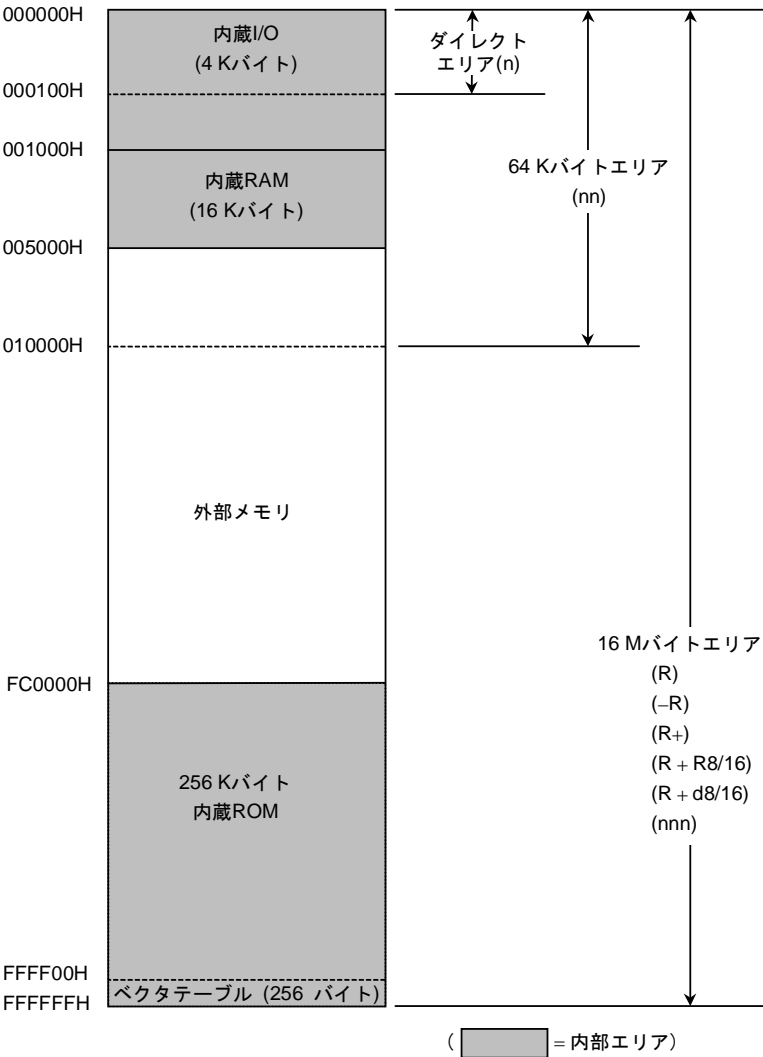 000000H
内蔵I/O
(4 Kバイト)
ダイレクト
エリア(n)
000100H
001000H
64 Kバイトエリア
(nn)
内蔵RAM
(16 Kバイト)
005000H
010000H
外部メモリ
16 Mバイトエリア
(R)
(−R)
(R+)
(R + R8/16)
(R + d8/16)
(nnn)
FC0000H
256 Kバイト
内蔵ROM
FFFF00H
ベクタテーブル (256 バイト)
FFFFFFH
( = 内部エリア)